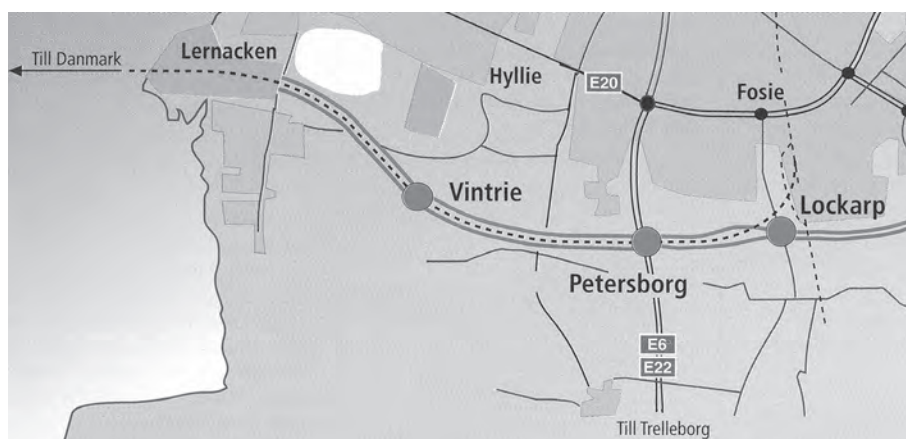 Till Danmark
Lernacken
Hyllie
E20
Fosie
Vintrie
Lockarp
Petersborg
E6
E22
Till Trelleborg